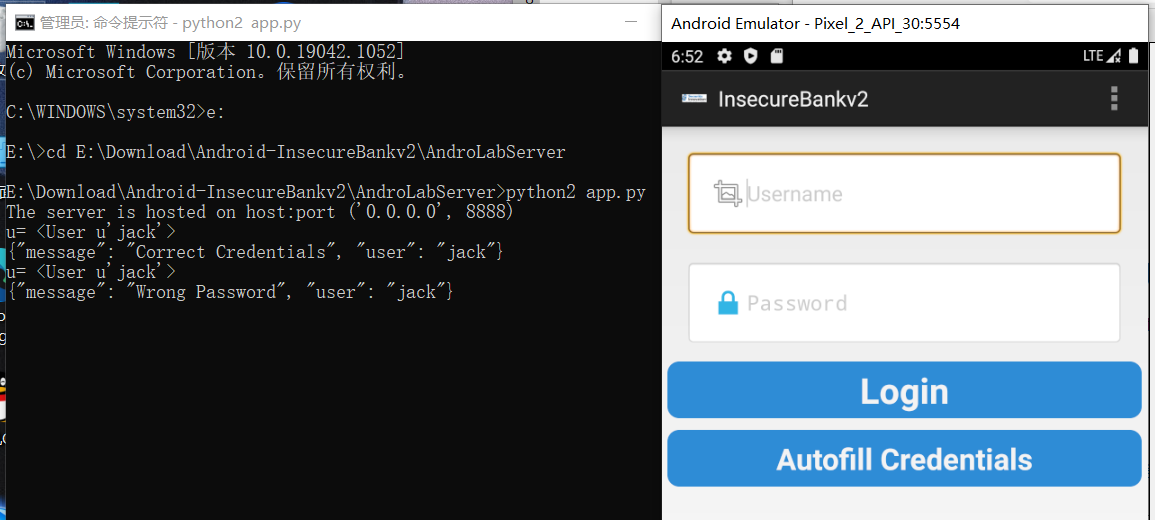 管理员: 命令提示符 - python2 app.py
Microsoft Windows [版本 10.0.19042.1052]
(c) Microsoft Corporation。保留所有权利。
C:\WINDOWS\system32>e:
E:\>cd E:\Download\Android-InsecureBankv2\AndroLabServer
E:\Download\Android-InsecureBankv2\AndroLabServer>python2 app.py
The server is hosted on host:port ('0.0.0.0', 8888)
u= <User u'jack'>
{"message": "Correct Credentials", "user": "jack"}
u= <User u'jack'>
{"message": "Wrong Password", "user": "jack"}
Android Emulator - Pixel_2_API_30:5554
6:52 LTE
InsecureBankv2
Username
Password
Login
Autofill Credentials